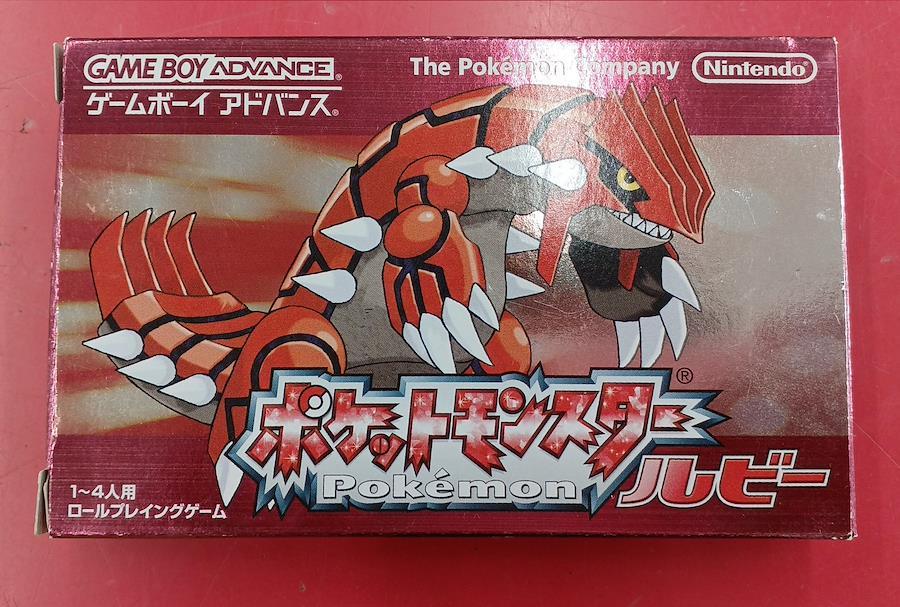 GAME BOY ADVANCE®
ゲームボーイ アドバンス®
The Pokémon Company
Nintendo®
ポケットモンスター®
Pokémon
ルビー
1~4人用
ロールプレイングゲーム